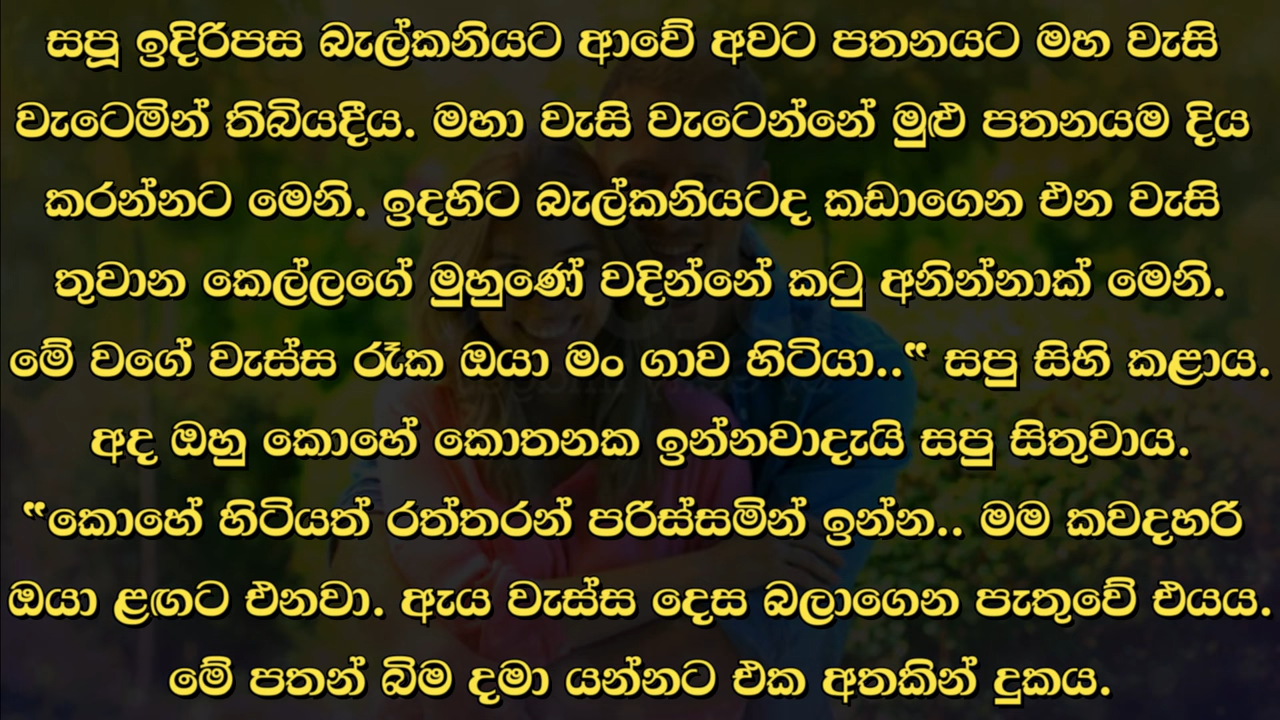 සපූ ඉදිරිපස බැල්කනියට ආවේ අවට පතනයට මහ වැසි
වැටෙමින් තිබියදීය. මහා වැසි වැටෙන්නේ මුළු පතනයම දිය
කරන්නට මෙනි. ඉදහිට බැල්කනියටද කඩාගෙන එන වැසි
තුවාන කෙල්ලගේ මුහුණේ වදින්නේ කටු අනින්නාක් මෙනි.
මේ වගේ වැස්ස රෑක ඔයා මං ගාව හිටියා..“ සපු සිහි කළාය.
අද ඔහු කොහේ කොතනක ඉන්නවාදැයි සපු සිතුවාය.
“කොහේ හිටියත් රත්තරන් පරිස්සමින් ඉන්න.. මම කවදහරි
ඔයා ළඟට එනවා. ඇය වැස්ස දෙස බලාගෙන පැතුවේ එයය.
මේ පතන් බිම දමා යන්නට එක අතකින් දුකය.